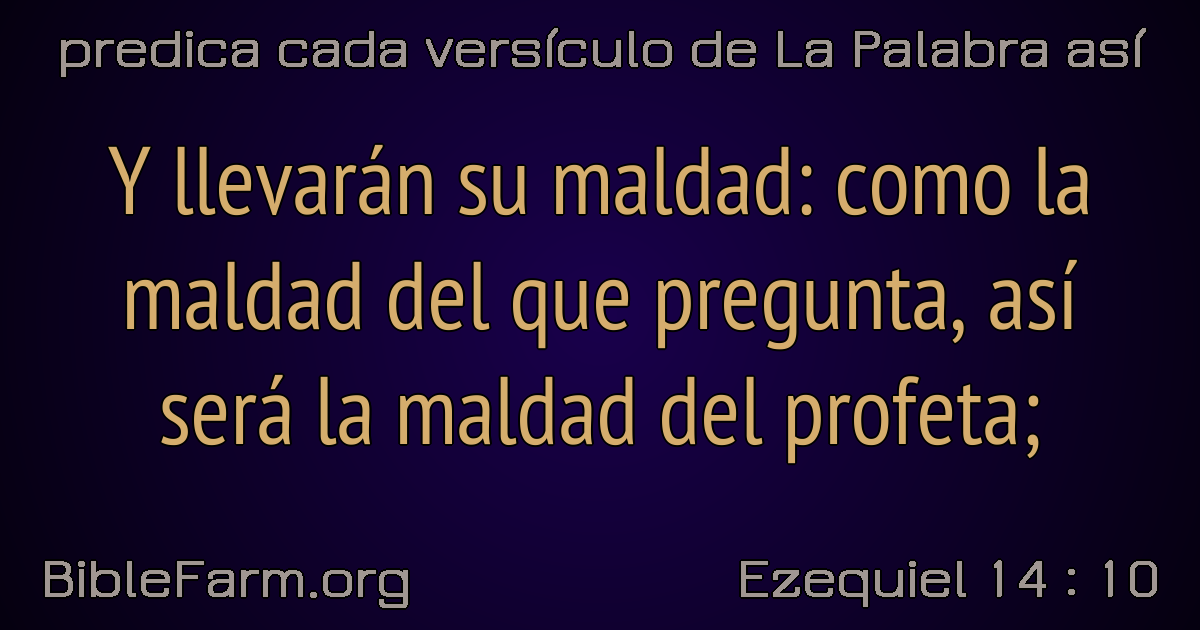 predica cada versículo de La Palabra así
Y llevarán su maldad: como la
maldad del que pregunta, así
será la maldad del profeta;
BibleFarm.org
Ezequiel 14 : 10